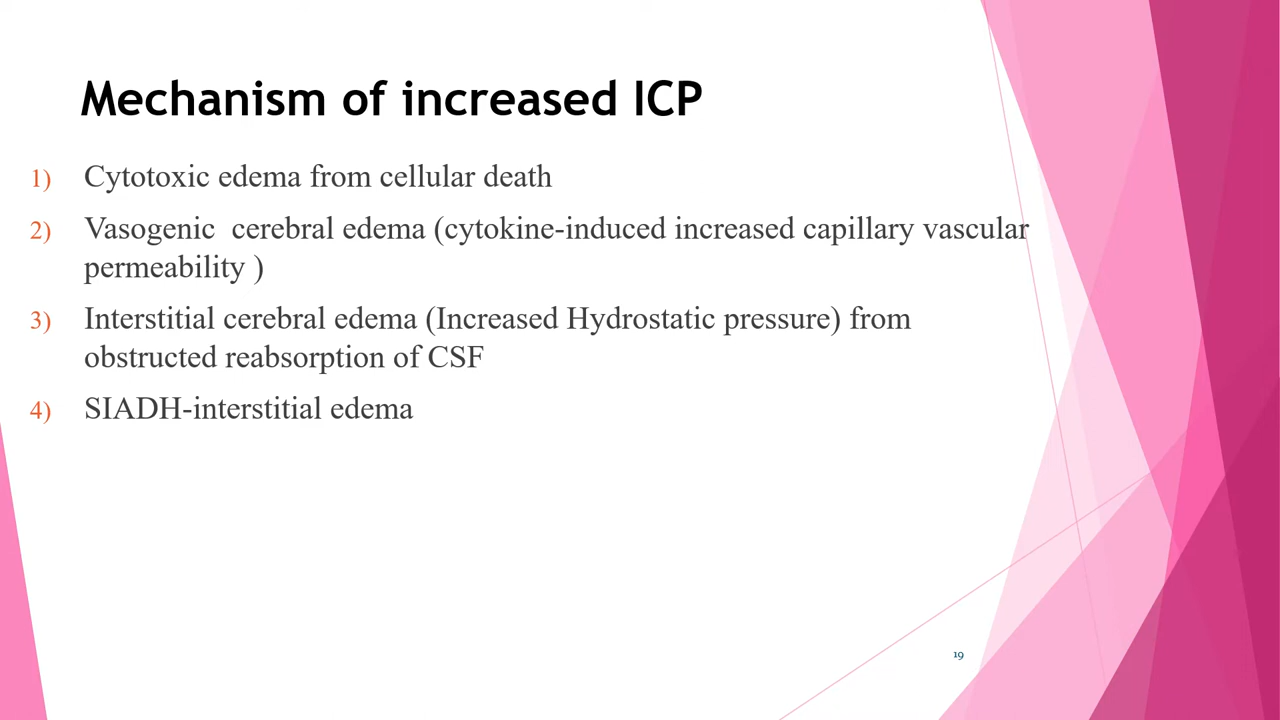 Mechanism of increased ICP
1) Cytotoxic edema from cellular death
2) Vasogenic  cerebral edema (cytokine-induced increased capillary vascular
permeability )
3) Interstitial cerebral edema (Increased Hydrostatic pressure) from
obstructed reabsorption of CSF
4) SIADH-interstitial edema
19